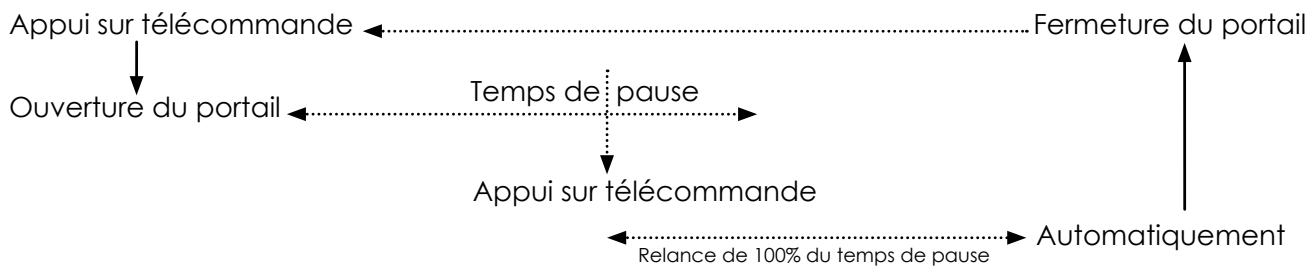 Appui sur télécommande
Fermeture du portail
Temps de pause
Ouverture du portail
Appui sur télécommande
Automatiquement
Relance de 100% du temps de pause